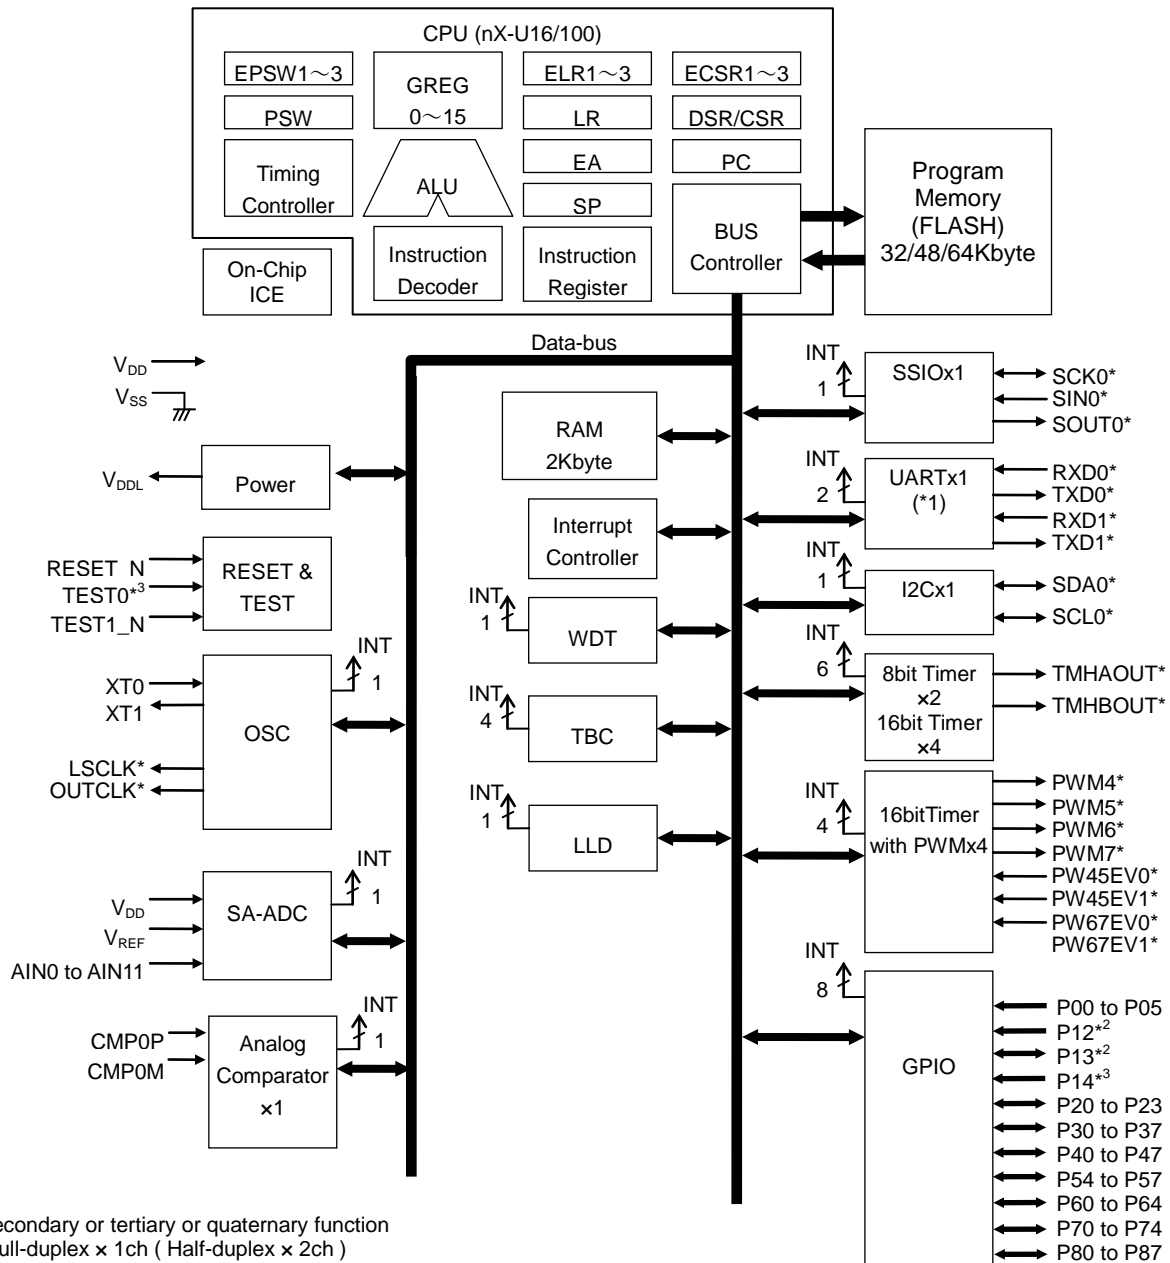 CPU (nX-U16/100)
EPSW1～3
GREG
0～15
ELR1～3
ECSR1～3
PSW
LR
DSR/CSR
Timing
Controller
ALU
EA
PC
SP
BUS
Controller
Instruction
Decoder
Instruction
Register
On-Chip
ICE
Program
Memory
(FLASH)
32/48/64Kbyte
Data-bus
VDD
VSS
VDDL
Power
RESET_N
TEST0*3
TEST1_N
RESET &
TEST
XT0
XT1
LSCLK*
OUTCLK*
OSC
INT
1
VDD
VREF
AIN0 to AIN11
SA-ADC
INT
1
CMP0P
CMP0M
Analog
Comparator
×1
INT
1
RAM
2Kbyte
Interrupt
Controller
INT
1
WDT
INT
4
TBC
INT
1
LLD
INT
1
SSIOx1
SCK0*
SIN0*
SOUT0*
INT
2
UARTx1
(*1)
RXD0*
TXD0*
RXD1*
TXD1*
INT
1
I2Cx1
SDA0*
SCL0*
INT
6
8bit Timer
×2
16bit Timer
×4
TMHAOUT*
TMHBOUT*
INT
4
16bitTimer
with PWMx4
PWM4*
PWM5*
PWM6*
PWM7*
PW45EV0*
PW45EV1*
PW67EV0*
PW67EV1*
INT
8
GPIO
P00 to P05
P12*2
P13*2
P14*3
P20 to P23
P30 to P37
P40 to P47
P54 to P57
P60 to P64
P70 to P74
P80 to P87
econdary or tertiary or quaternary function
ull-duplex × 1ch ( Half-duplex × 2ch )